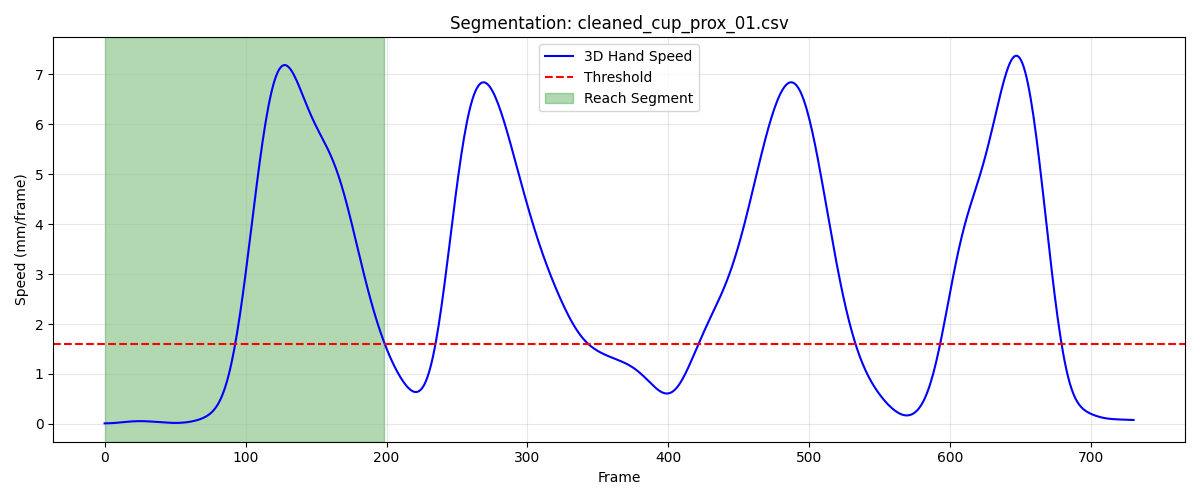 Segmentation: cleaned_cup_prox_01.csv
3D Hand Speed
Threshold
Reach Segment
Speed (mm/frame)
7
6
5
4
3
2
1
0
0 100 200 300 400 500 600 700
Frame